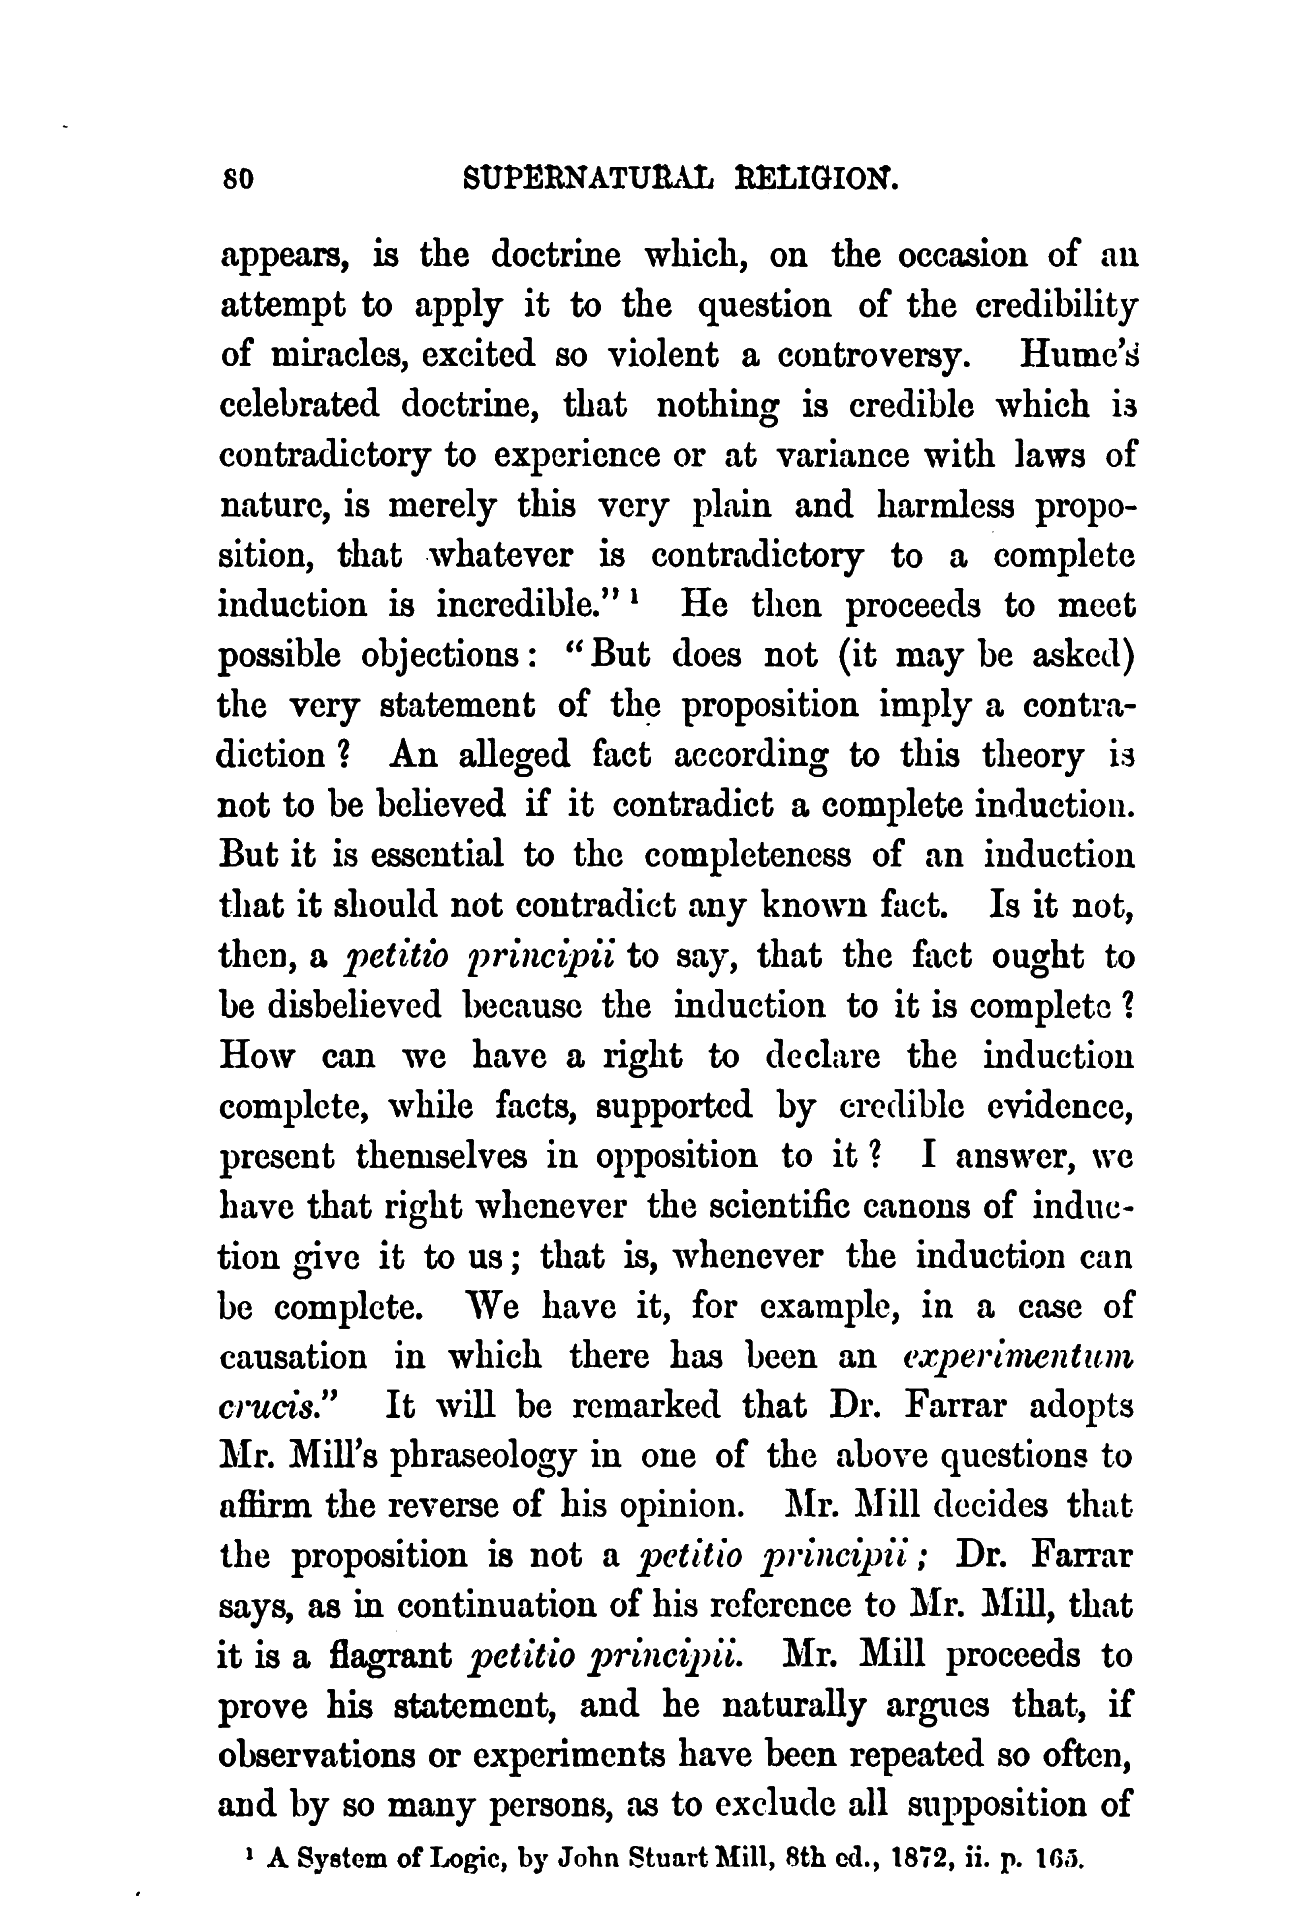 80 SUPERNATURAL RELIGION.
appears, is the doctrine which, on the occasion of an
attempt to apply it to the question of the credibility
of miracles, excited so violent a controversy. Hume's
celebrated doctrine, that nothing is credible which is
contradictory to experience or at variance with laws of
nature, is merely this very plain and harmless propo-
sition, that whatever is contradictory to a complete
induction is incredible." ¹ He then proceeds to meet
possible objections: "But does not (it may be asked)
the very statement of the proposition imply a contra-
diction? An alleged fact according to this theory is
not to be believed if it contradict a complete induction.
But it is essential to the completeness of an induction
that it should not contradict any known fact. Is it not,
then, a petitio principii to say, that the fact ought to
be disbelieved because the induction to it is complete?
How can we have a right to declare the induction
complete, while facts, supported by credible evidence,
present themselves in opposition to it? I answer, we
have that right whenever the scientific canons of induc-
tion give it to us; that is, whenever the induction can
be complete. We have it, for example, in a case of
causation in which there has been an experimentum
crucis." It will be remarked that Dr. Farrar adopts
Mr. Mill's phraseology in one of the above questions to
affirm the reverse of his opinion. Mr. Mill decides that
the proposition is not a petitio principii; Dr. Farrar
says, as in continuation of his reference to Mr. Mill, that
it is a flagrant petitio principii. Mr. Mill proceeds to
prove his statement, and he naturally argues that, if
observations or experiments have been repeated so often,
and by so many persons, as to exclude all supposition of
¹ A System of Logic, by John Stuart Mill, 8th ed., 1872, ii. p. 165.